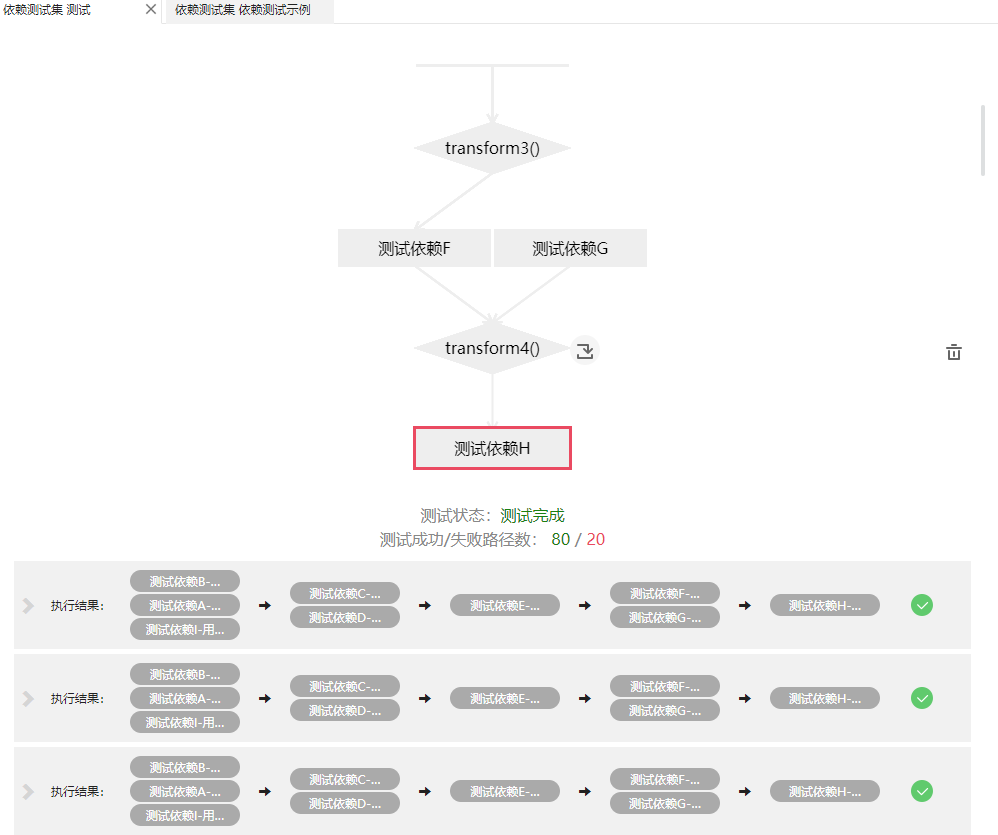 依赖测试集 测试
依赖测试集 依赖测试示例
transform3()
测试依赖F
测试依赖G
transform4()
测试依赖H
测试状态：测试完成
测试成功/失败路径数： 80 / 20
执行结果：
测试依赖B-...
测试依赖A-...
测试依赖I-用...
测试依赖C-...
测试依赖D-...
测试依赖E-...
测试依赖F-...
测试依赖G-...
测试依赖H-...
执行结果：
测试依赖B-...
测试依赖A-...
测试依赖I-用...
测试依赖C-...
测试依赖D-...
测试依赖E-...
测试依赖F-...
测试依赖G-...
测试依赖H-...
执行结果：
测试依赖B-...
测试依赖A-...
测试依赖I-用...
测试依赖C-...
测试依赖D-...
测试依赖E-...
测试依赖F-...
测试依赖G-...
测试依赖H-...